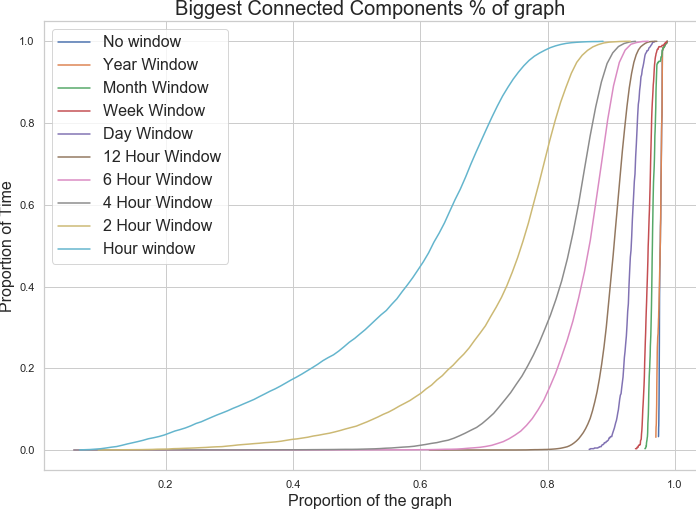 Biggest Connected Components % of graph
No window
Year Window
Month Window
Week Window
Day Window
12 Hour Window
6 Hour Window
4 Hour Window
2 Hour Window
Hour window
Proportion of Time
1.0
0.8
0.6
0.4
0.2
0.0
0.2 0.4 0.6 0.8 1.0
Proportion of the graph